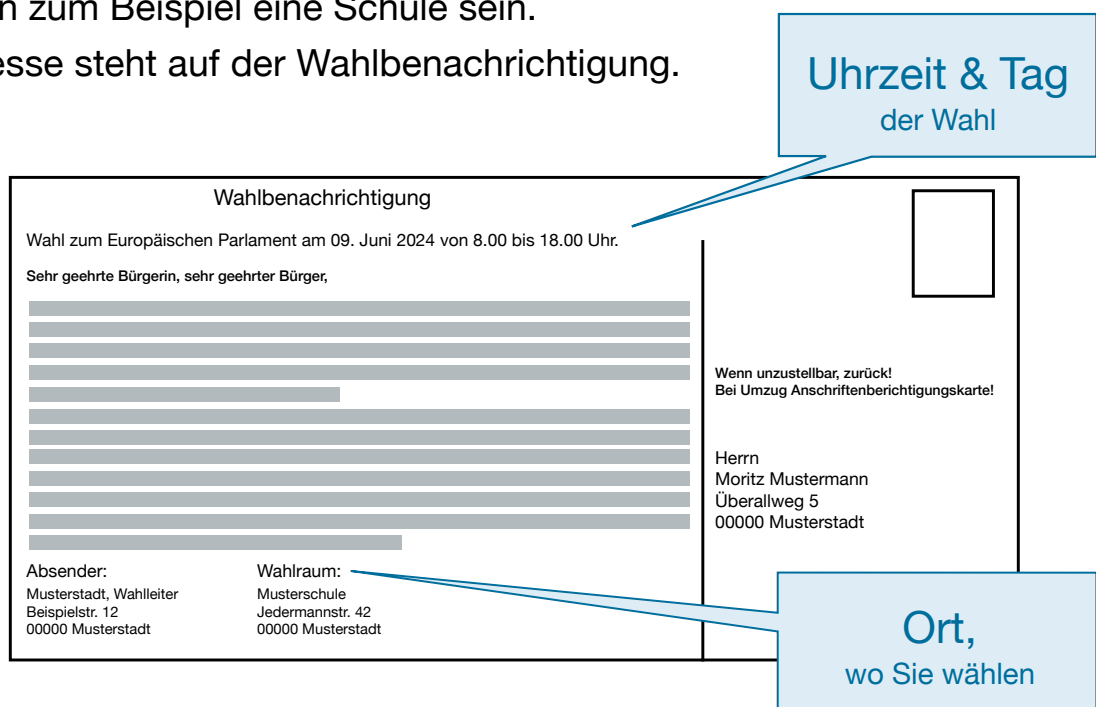 n zum Beispiel eine Schule sein.
esse steht auf der Wahlbenachrichtigung.
Uhrzeit & Tag
der Wahl
Wahlbenachrichtigung
Wahl zum Europäischen Parlament am 09. Juni 2024 von 8.00 bis 18.00 Uhr.
Sehr geehrte Bürgerin, sehr geehrter Bürger,
Wenn unzustellbar, zurück!
Bei Umzug Anschriftenberichtigungskarte!
Herrn
Moritz Mustermann
Überallweg 5
00000 Musterstadt
Absender:
Musterstadt, Wahlleiter
Beispielstr. 12
00000 Musterstadt
Wahlraum:
Musterschule
Jedermannstr. 42
00000 Musterstadt
Ort,
wo Sie wählen